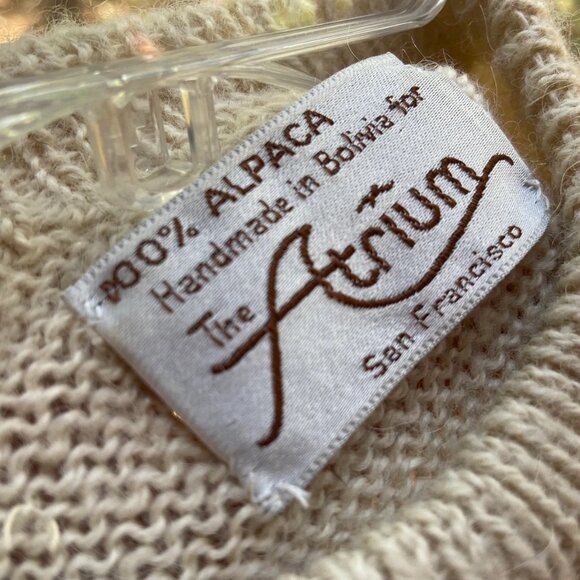 100% ALPACA
Handmade in Bolivia for
The Atrium
San Francisco